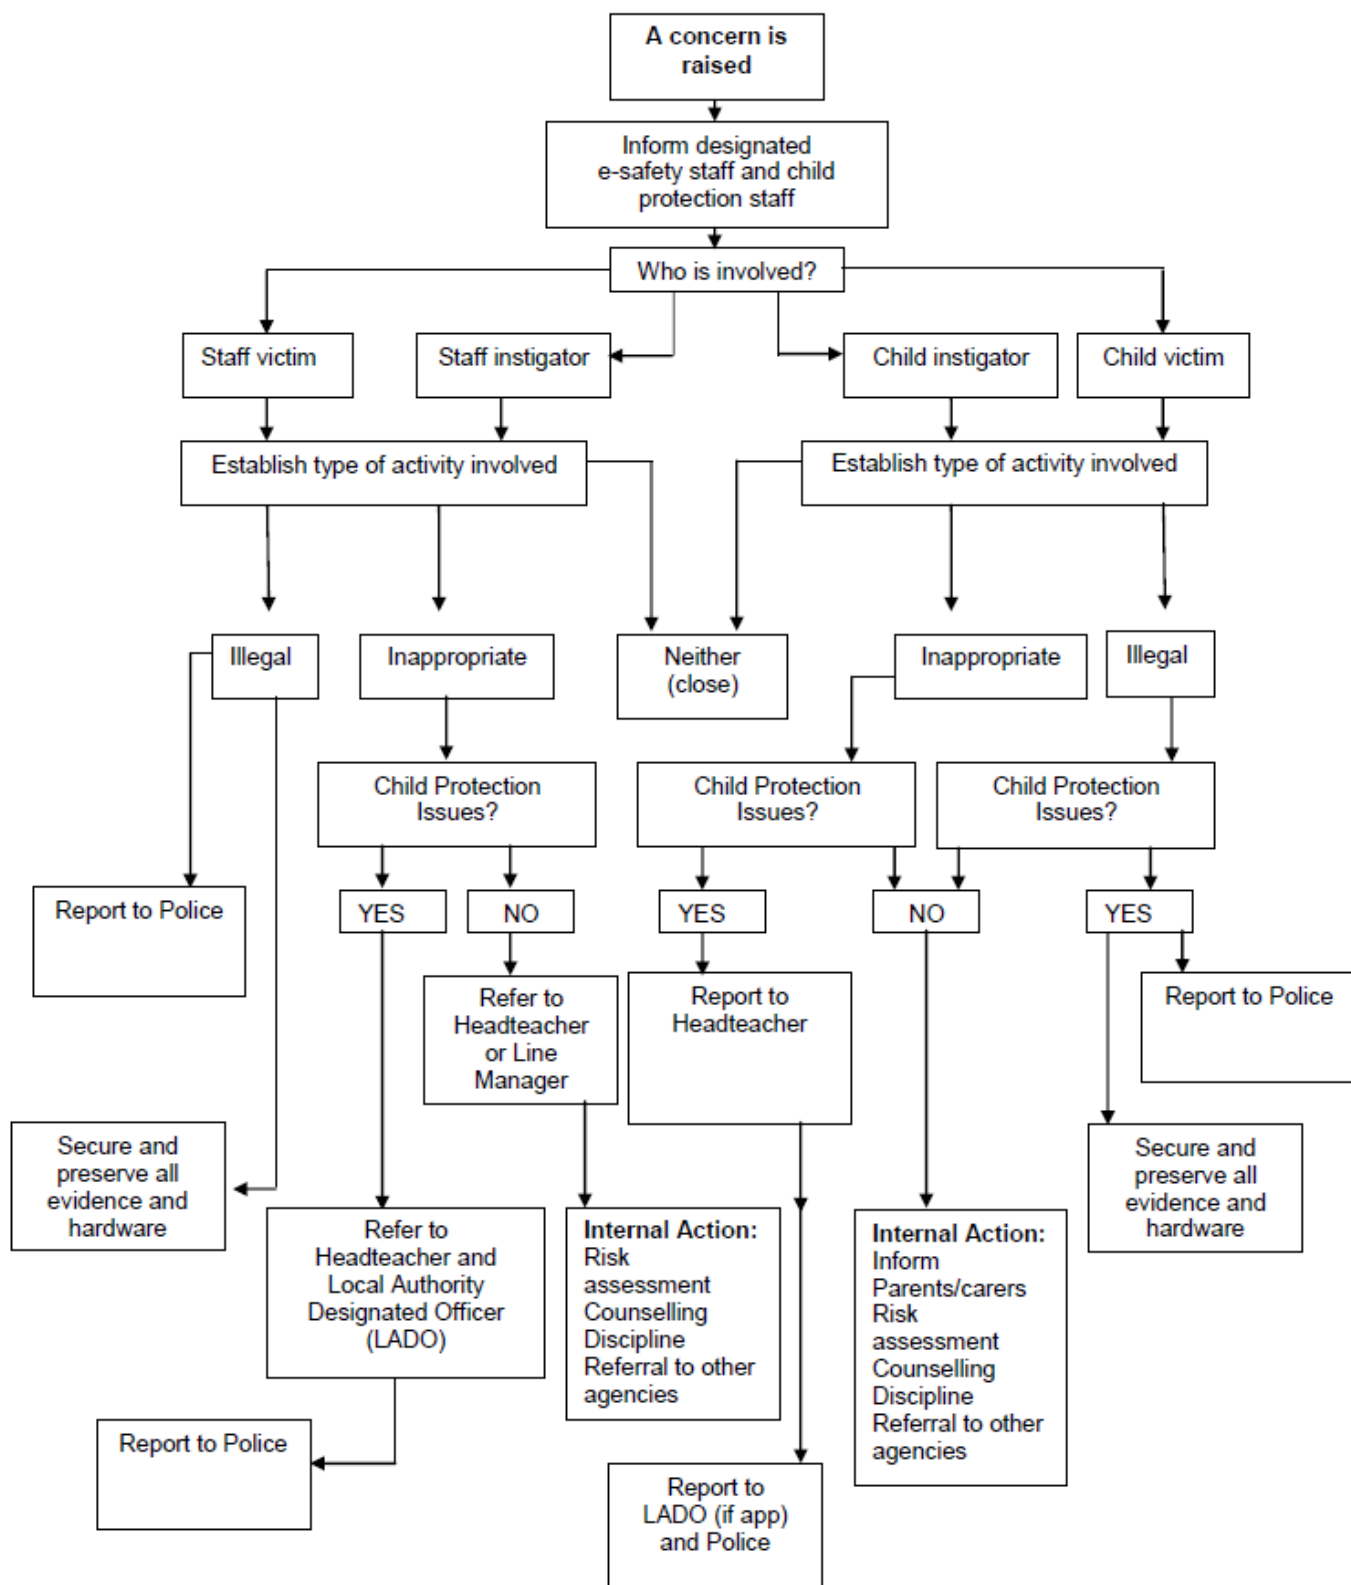 A concern is
raised
Inform designated
e-safety staff and child
protection staff
Who is involved?
Staff victim
Staff instigator
Child instigator
Child victim
Establish type of activity involved
Establish type of activity involved
Illegal
Inappropriate
Neither
(close)
Inappropriate
Illegal
Child Protection
Issues?
Child Protection
Issues?
Child Protection
Issues?
Report to Police
YES
NO
YES
NO
YES
Refer to
Headteacher
or Line
Manager
Report to
Headteacher
Report to Police
Secure and
preserve all
evidence and
hardware
Secure and
preserve all
evidence and
hardware
Refer to
Headteacher and
Local Authority
Designated Officer
(LADO)
Internal Action:
Risk
assessment
Counselling
Discipline
Referral to other
agencies
Internal Action:
Inform
Parents/carers
Risk
assessment
Counselling
Discipline
Referral to other
agencies
Report to Police
Report to
LADO (if app)
and Police